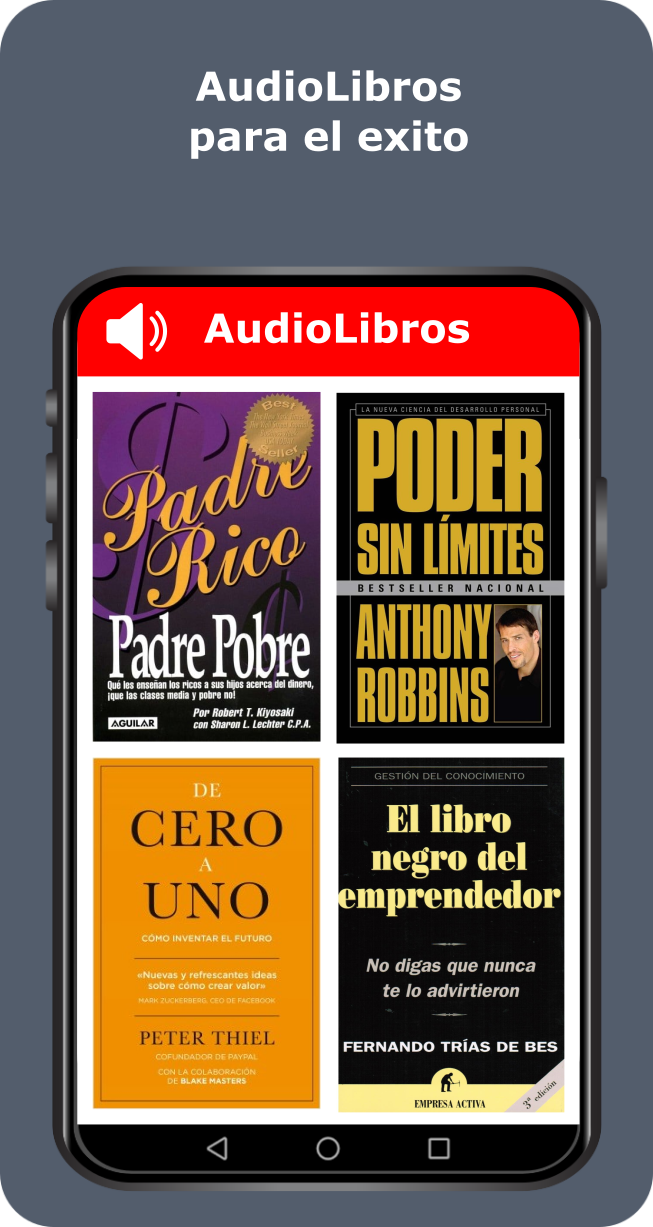 AudioLibros
para el exito
AudioLibros
Best
Seller
Padre
Rico
Padre Pobre
Qué les enseñan los ricos a sus hijos acerca del dinero,
¡que las clases media y pobre no!
AGUILAR
Por Robert T. Kiyosaki
con Sharon L. Lechter C.P.A.
LA NUEVA CIENCIA DEL DESARROLLO PERSONAL
PODER
SIN LÍMITES
BESTSELLER NACIONAL
ANTHONY
ROBBINS
DE
CERO
A
UNO
CÓMO INVENTAR EL FUTURO
«Nuevas y refrescantes ideas
sobre cómo crear valor»
MARK ZUCKERBERG, CEO DE FACEBOOK
PETER THIEL
COFUNDADOR DE PAYPAL
CON LA COLABORACIÓN
DE BLAKE MASTERS
GESTIÓN DEL CONOCIMIENTO
El libro
negro del
emprendedor
No digas que nunca
te lo advirtieron
FERNANDO TRÍAS DE BES
EMPRESA ACTIVA
3ª edición